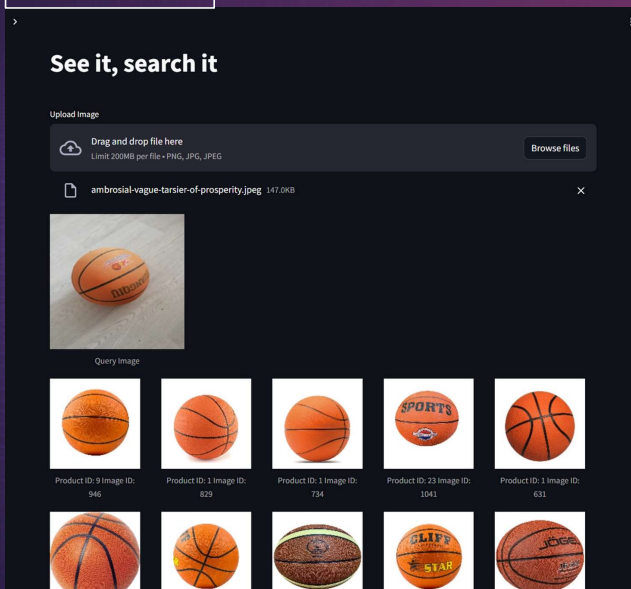 See it, search it
Upload Image
Drag and drop file here
Limit 200MB per file • PNG, JPG, JPEG
Browse files
ambrosial-vague-tarsier-of-prosperity.jpeg 147.0KB
Query Image
SPORTS
Product ID: 9 Image ID:
946
Product ID: 1 Image ID:
829
Product ID: 1 Image ID:
734
Product ID: 23 Image ID:
1041
Product ID: 1 Image ID:
631
CLIFF
STAR
JÖGE